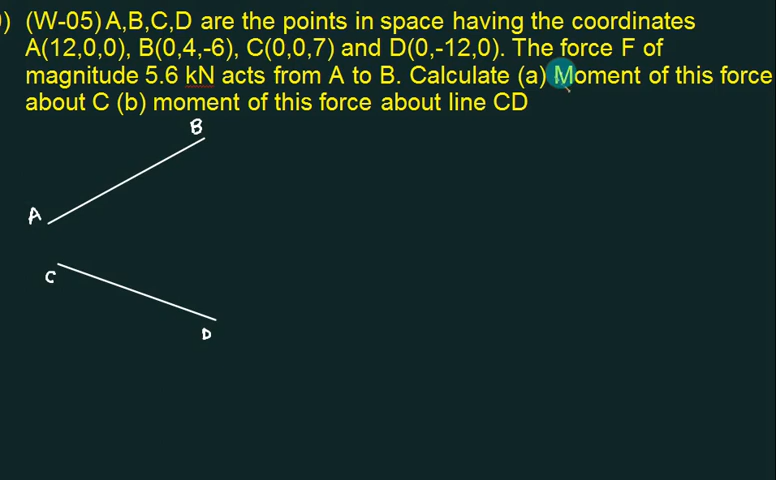 ) (W-05) A,B,C,D are the points in space having the coordinates
A(12,0,0), B(0,4,-6), C(0,0,7) and D(0,-12,0). The force F of
magnitude 5.6 kN acts from A to B. Calculate (a) Moment of this force
about C (b) moment of this force about line CD
B
A
C
D